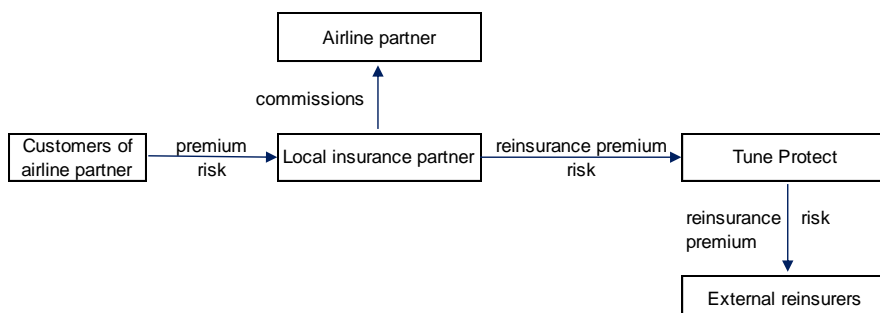 Airline partner
commissions
Customers of
airline partner
premium
risk
Local insurance partner
reinsurance premium
risk
Tune Protect
reinsurance
premium
risk
External reinsurers